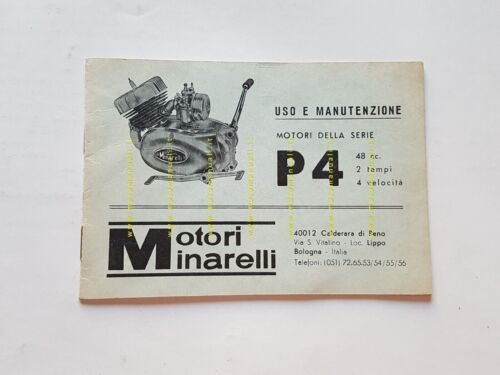 USO E MANUTENZIONE
MOTORI DELLA SERIE
P4
48 cc.
2 tempi
4 velocità
Minarelli
Motori
Minarelli
40012 Calderara di Reno
Via S. Vitalino - Loc. Lippo
Bologna - Italia
Telefoni: (051) 72.65.53/54/55/56